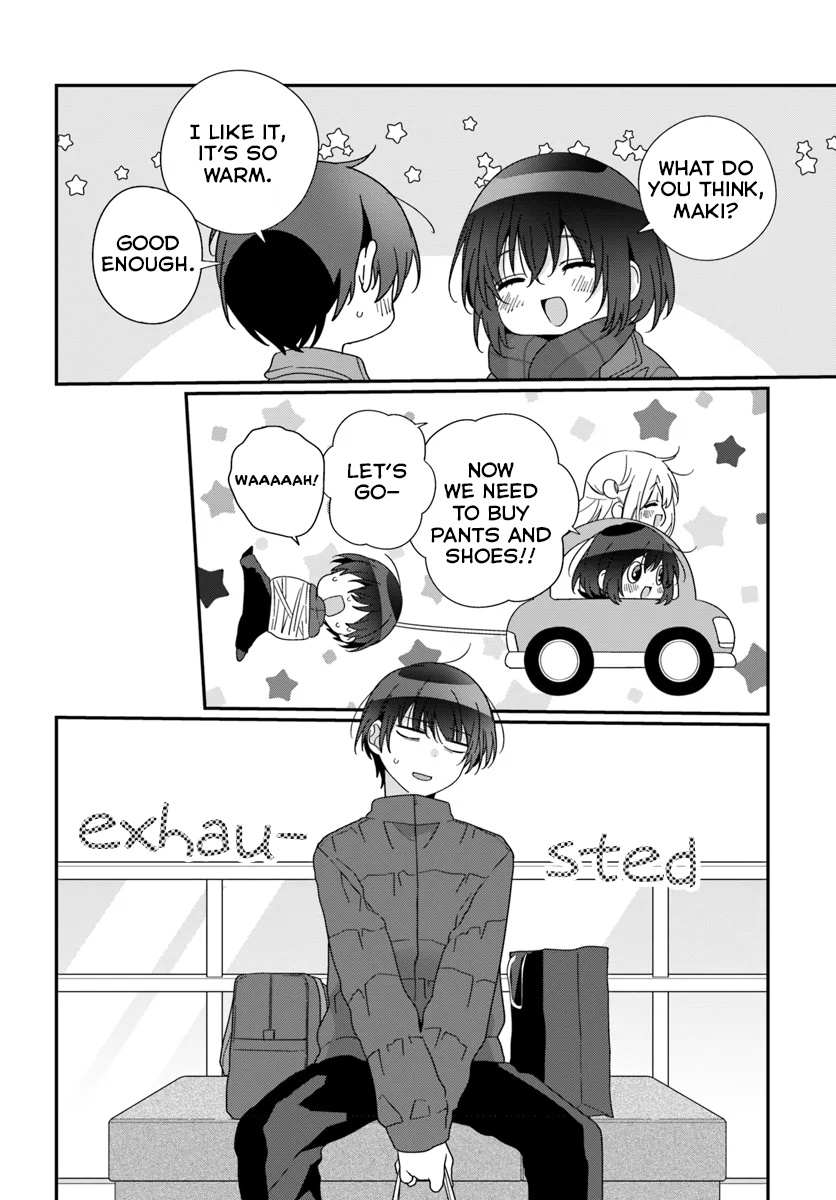 WHAT DO
YOU THINK,
MAKI?
I LIKE IT,
IT'S SO
WARM.
GOOD
ENOUGH.
NOW
WE NEED
TO BUY
PANTS AND
SHOES!!
LET'S
GO–
WAAAAAH!
exhau-
sted